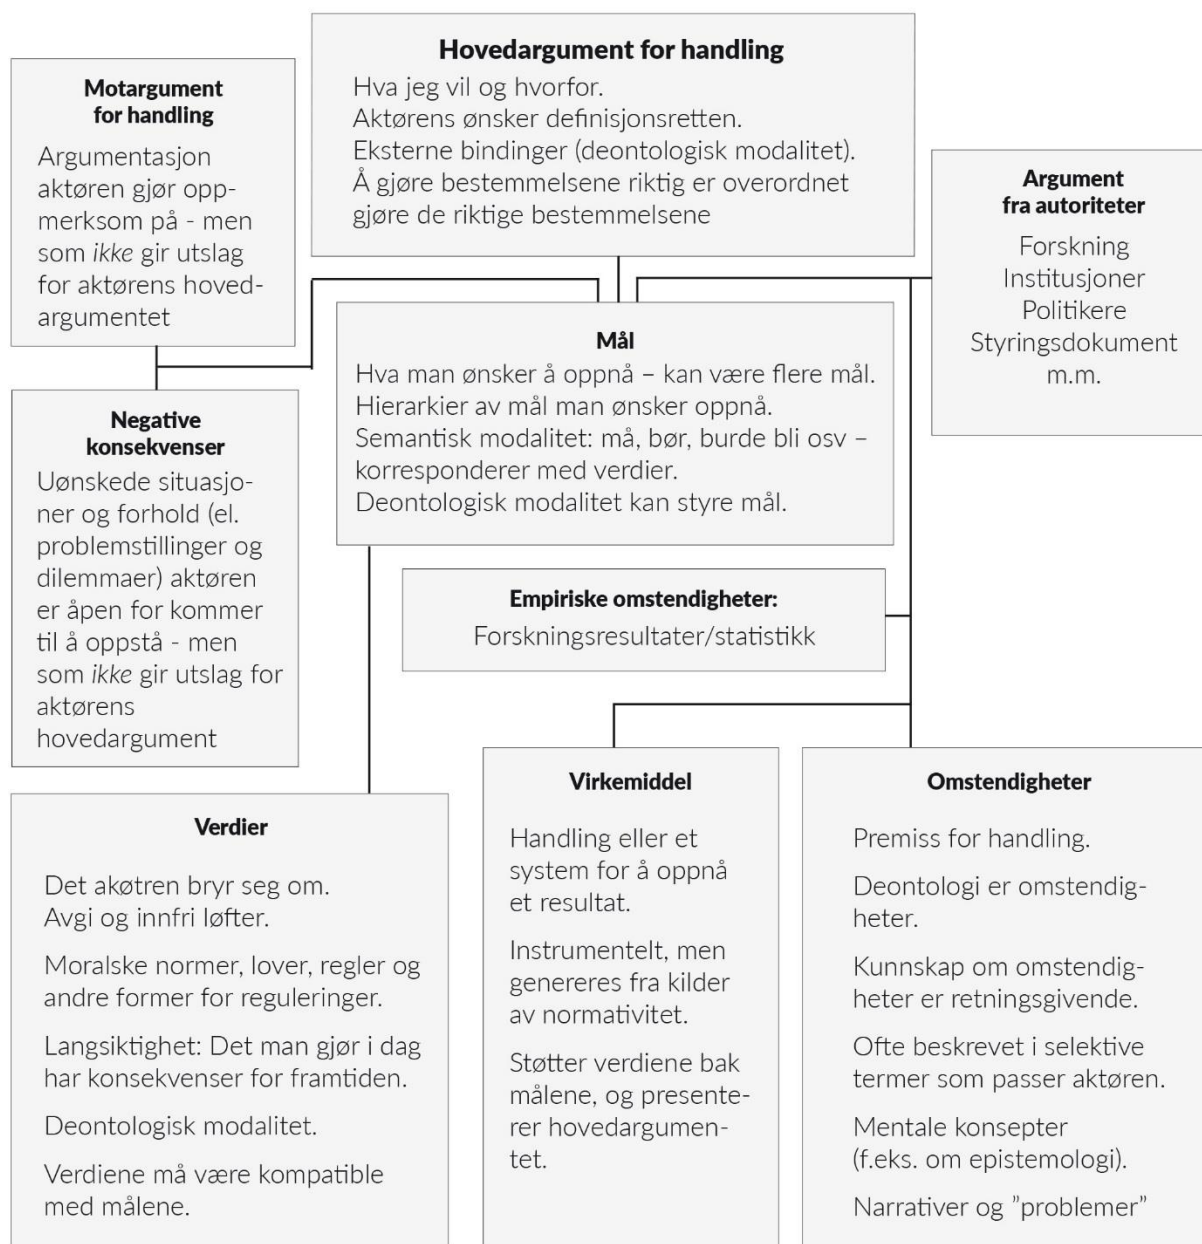 Hovedargument for handling
Hva jeg vil og hvorfor.
Aktørens ønsker definisjonsretten.
Eksterne bindinger (deontologisk modalitet).
Å gjøre bestemmelsene riktig er overordnet
gjøre de riktige bestemmelsene
Motargument
for handling
Argumentasjon
aktøren gjør opp-
merksom på - men
som ikke gir utslag
for aktørens hoved-
argumentet
Argument
fra autoriteter
Forskning
Institusjoner
Politikere
Styringsdokument
m.m.
Mål
Hva man ønsker å oppnå – kan være flere mål.
Hierarkier av mål man ønsker oppnå.
Semantisk modalitet: må, bør, burde bli osv –
korresponderer med verdier.
Deontologisk modalitet kan styre mål.
Negative
konsekvenser
Uønskede situasjo-
ner og forhold (el.
problemstillinger og
dilemmaer) aktøren
er åpen for kommer
til å oppstå - men
som ikke gir utslag for
aktørens
hovedargument
Empiriske omstendigheter:
Forskningsresultater/statistikk
Verdier
Det akøtren bryr seg om.
Avgi og innfri løfter.
Moralske normer, lover, regler og
andre former for reguleringer.
Langsiktighet: Det man gjør i dag
har konsekvenser for framtiden.
Deontologisk modalitet.
Verdiene må være kompatible
med målene.
Virkemiddel
Handling eller et
system for å oppnå
et resultat.
Instrumentelt, men
genereres fra kilder
av normativitet.
Støtter verdiene bak
målene, og presente-
rer hovedargumen-
tet.
Omstendigheter
Premiss for handling.
Deontologi er omstendig-
heter.
Kunnskap om omstendig-
heter er retningsgivende.
Ofte beskrevet i selektive
termer som passer aktøren.
Mentale konsepter
(f.eks. om epistemologi).
Narrativer og ”problemer”